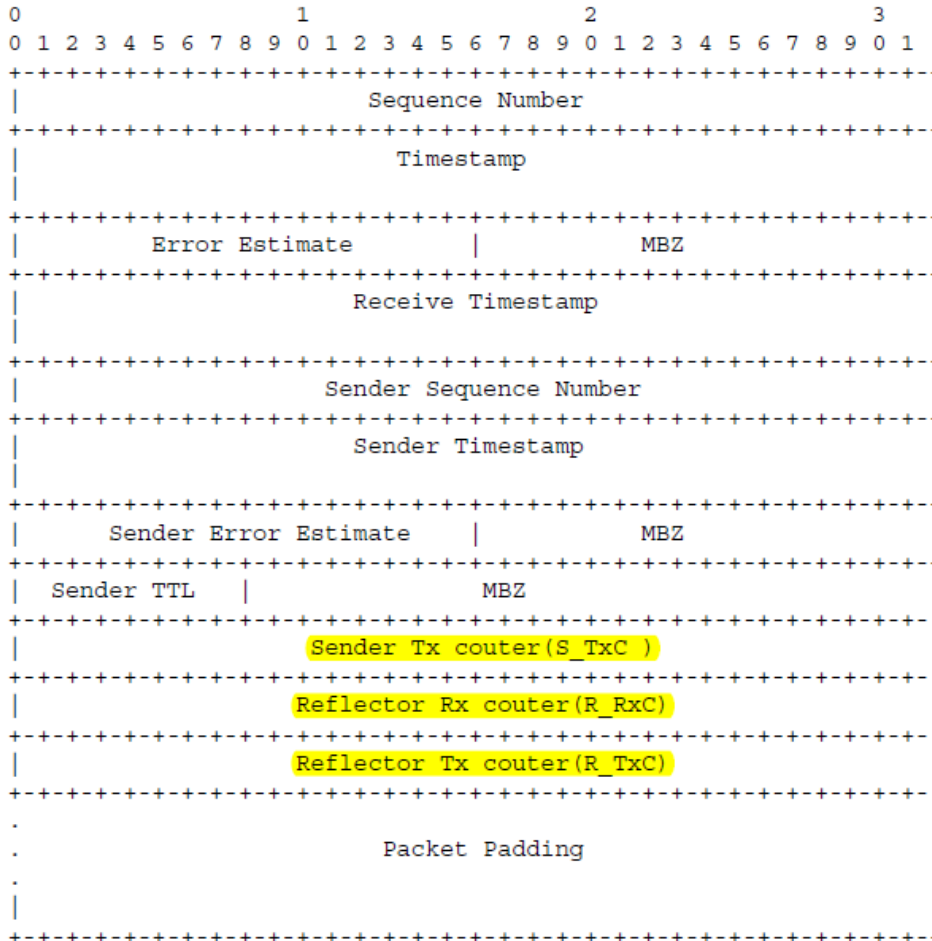 0                   1                   2                   3
0 1 2 3 4 5 6 7 8 9 0 1 2 3 4 5 6 7 8 9 0 1 2 3 4 5 6 7 8 9 0 1
+-+-+-+-+-+-+-+-+-+-+-+-+-+-+-+-+-+-+-+-+-+-+-+-+-+-+-+-+-+-+-+-
|                        Sequence Number
+-+-+-+-+-+-+-+-+-+-+-+-+-+-+-+-+-+-+-+-+-+-+-+-+-+-+-+-+-+-+-+-
|                          Timestamp
|
+-+-+-+-+-+-+-+-+-+-+-+-+-+-+-+-+-+-+-+-+-+-+-+-+-+-+-+-+-+-+-+-
|         Error Estimate        |           MBZ
+-+-+-+-+-+-+-+-+-+-+-+-+-+-+-+-+-+-+-+-+-+-+-+-+-+-+-+-+-+-+-+-
|                       Receive Timestamp
|
+-+-+-+-+-+-+-+-+-+-+-+-+-+-+-+-+-+-+-+-+-+-+-+-+-+-+-+-+-+-+-+-
|                     Sender Sequence Number
+-+-+-+-+-+-+-+-+-+-+-+-+-+-+-+-+-+-+-+-+-+-+-+-+-+-+-+-+-+-+-+-
|                       Sender Timestamp
|
+-+-+-+-+-+-+-+-+-+-+-+-+-+-+-+-+-+-+-+-+-+-+-+-+-+-+-+-+-+-+-+-
|      Sender Error Estimate    |           MBZ
+-+-+-+-+-+-+-+-+-+-+-+-+-+-+-+-+-+-+-+-+-+-+-+-+-+-+-+-+-+-+-+-
|  Sender TTL   |                MBZ
+-+-+-+-+-+-+-+-+-+-+-+-+-+-+-+-+-+-+-+-+-+-+-+-+-+-+-+-+-+-+-+-
|                    Sender Tx couter(S_TxC )
+-+-+-+-+-+-+-+-+-+-+-+-+-+-+-+-+-+-+-+-+-+-+-+-+-+-+-+-+-+-+-+-
|                   Reflector Rx couter(R_RxC)
+-+-+-+-+-+-+-+-+-+-+-+-+-+-+-+-+-+-+-+-+-+-+-+-+-+-+-+-+-+-+-+-
|                   Reflector Tx couter(R_TxC)
+-+-+-+-+-+-+-+-+-+-+-+-+-+-+-+-+-+-+-+-+-+-+-+-+-+-+-+-+-+-+-+-
.
.                         Packet Padding
.
|
+-+-+-+-+-+-+-+-+-+-+-+-+-+-+-+-+-+-+-+-+-+-+-+-+-+-+-+-+-+-+-+-